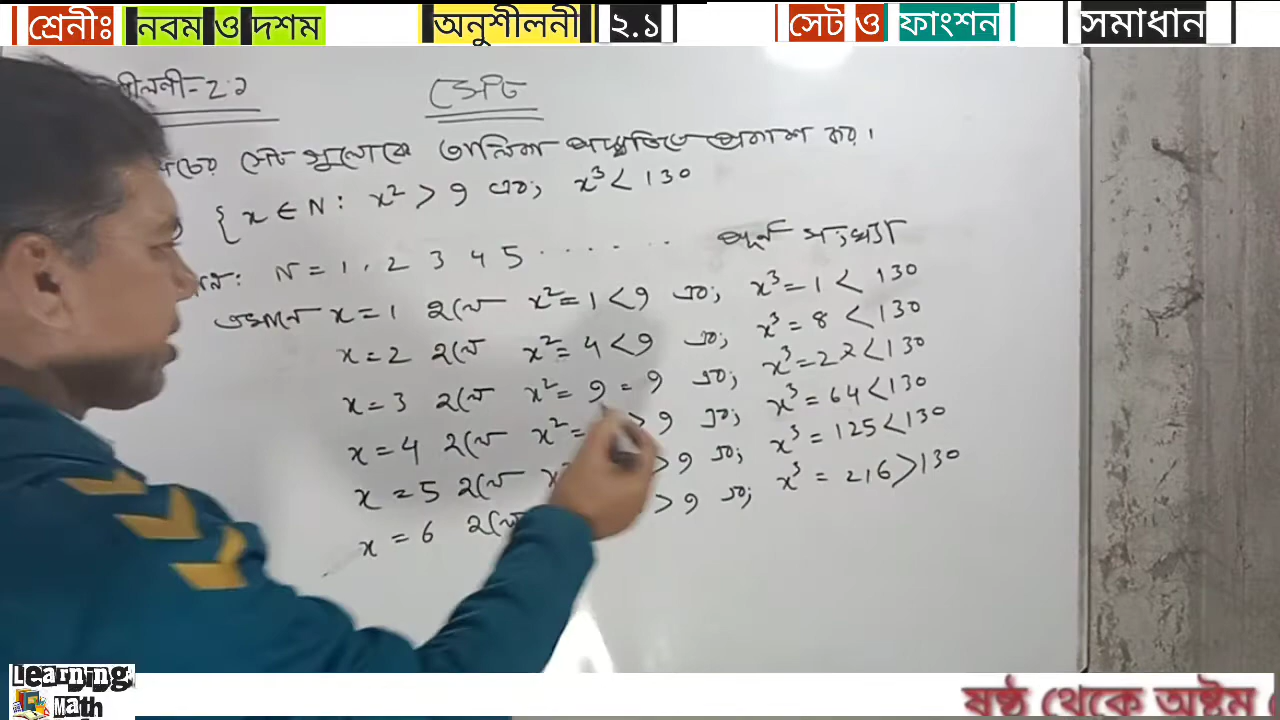 শ্রেনীঃ নবম ও দশম অনুশীলনী ২.১ সেট ও ফাংশন সমাধান
সেট
সেট গুলোকে তালিকা পদ্ধতিতে প্রকাশ কর।
{x ∈ N : x² > 9 এবং x³ < 130
N = 1, 2 3 4 5 ....... পূর্ন সংখ্যা
এখানে x = 1 হলে x² = 1 < 9 এবং x³ = 1 < 130
x = 2 হলে x² = 4 < 9 এবং x³ = 8 < 130
x = 3 হলে x² = 9 = 9 এবং x³ = 27 < 130
x = 4 হলে x² = > 9 এবং x³ = 64 < 130
x = 5 হলে > 9 এবং x³ = 125 < 130
x = 6 হলে > 9 এবং x³ = 216 > 130
Learning
Math
ষষ্ঠ থেকে অষ্টম